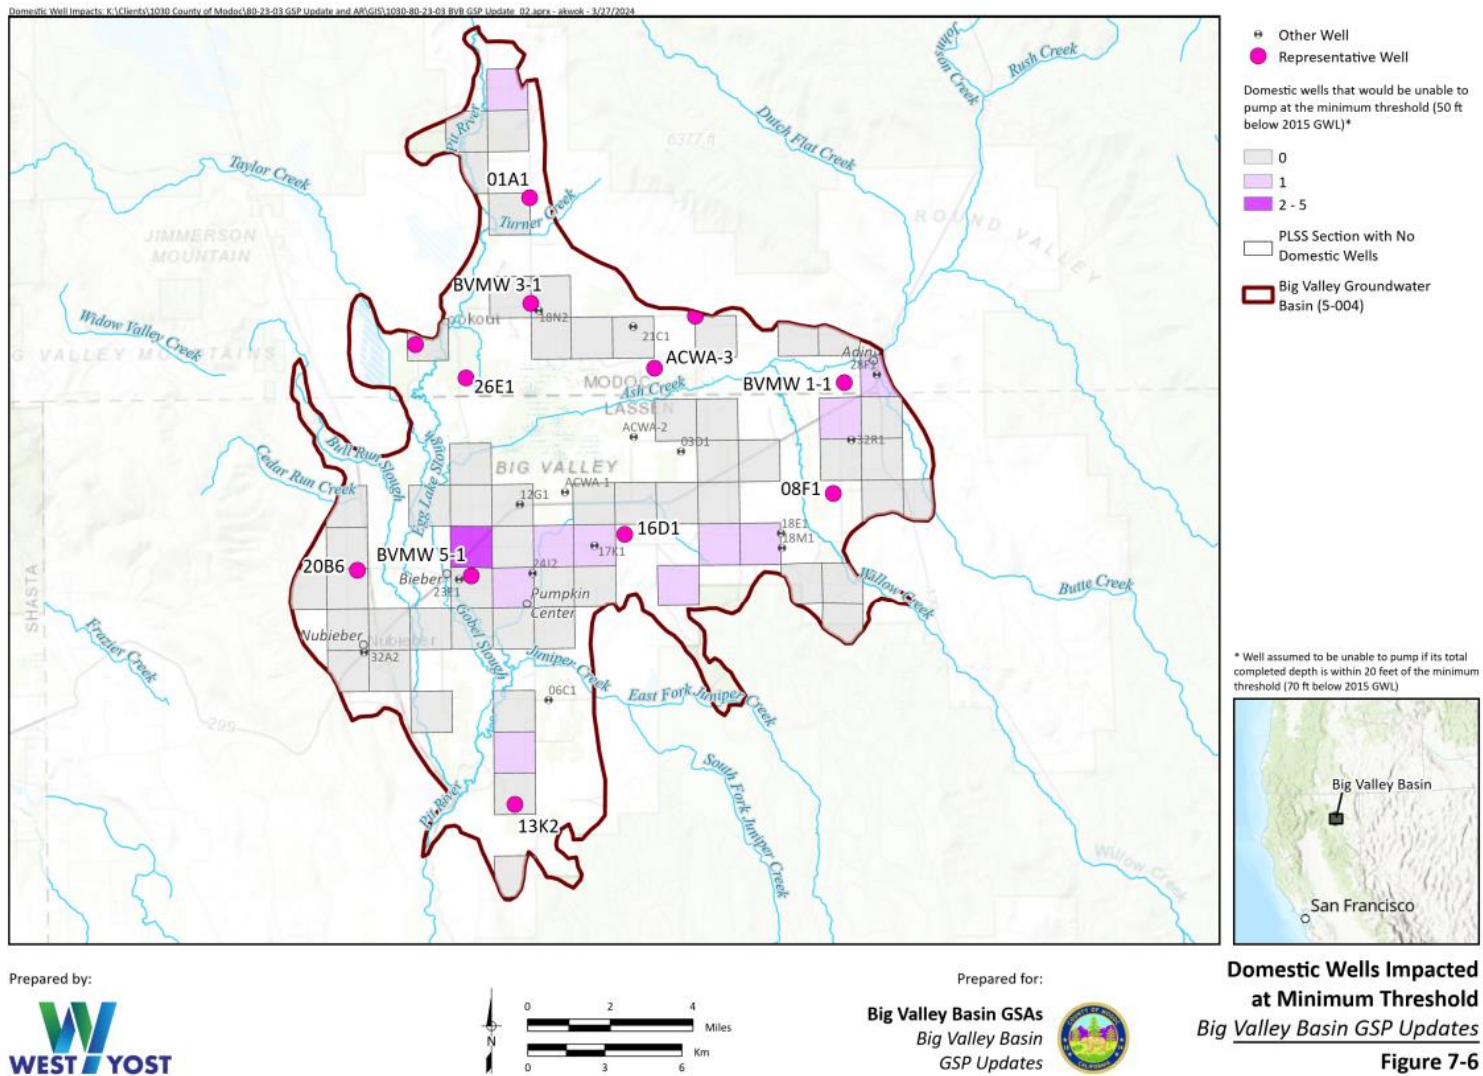 Domestic Well Impacts: K:\Clients\1030 County of Modoc\80-23-03 GSP Update and AR\GIS\1030-80-23-03 BVB GSP Update_02.aprx - akwok - 3/27/2024
Other Well
Representative Well
Domestic wells that would be unable to
pump at the minimum threshold (50 ft
below 2015 GWL)*
0
1
2 - 5
PLSS Section with No
Domestic Wells
Big Valley Groundwater
Basin (5-004)
Johnson Creek
Rush Creek
Dutch Flat Creek
6377 ft
Pit River
Taylor Creek
01A1
Turner Creek
ROUND VALLEY
JIMMERSON
MOUNTAIN
BVMW 3-1
18N2
ookout
21C1
Widow Valley Creek
G VALLEY MOUNTAINS
ACWA-3
Adin
28F5
26E1
MODOC
Ash Creek
BVMW 1-1
LASSEN
ACWA-2
03D1
32R1
Bull Run Slough
Egg Lake Slough
Cedar Run Creek
BIG VALLEY
ACWA-1
12G1
08F1
16D1
18E1
18M1
17K1
BVMW 5-1
20B6
Bieber
23E1
24J2
Pumpkin
Center
Willow Creek
Butte Creek
SHASTA
Frazier Creek
Nubieber
Nubieber
32A2
Gobel Slough
Juniper Creek
06C1
East Fork Juniper Creek
299
South Fork Juniper Creek
Pit River
13K2
Willow Creek
* Well assumed to be unable to pump if its total
completed depth is within 20 feet of the minimum
threshold (70 ft below 2015 GWL)
Big Valley Basin
San Francisco
Prepared by:
WEST YOST
N
0 2 4
Miles
0 3 6
Km
Prepared for:
Big Valley Basin GSAs
Big Valley Basin
GSP Updates
COUNTY OF MODOC
CALIFORNIA
Domestic Wells Impacted
at Minimum Threshold
Big Valley Basin GSP Updates
Figure 7-6